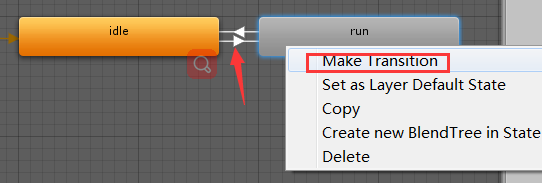 idle
run
Make Transition
Set as Layer Default State
Copy
Create new BlendTree in State
Delete